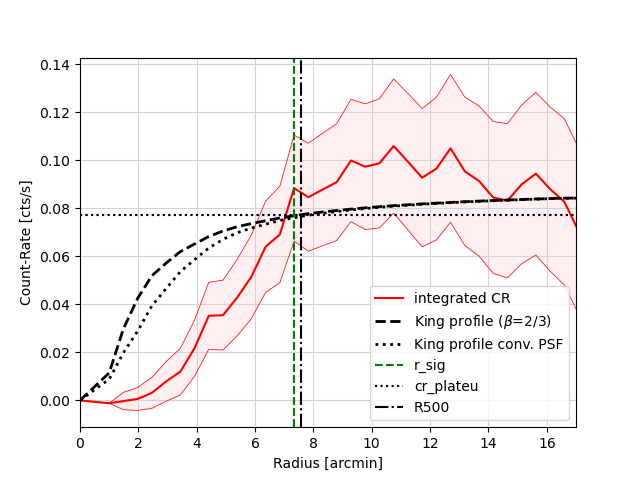 0.14
0.12
0.10
0.08
0.06
0.04
0.02
0.00
Count-Rate [cts/s]
integrated CR
King profile (β=2/3)
King profile conv. PSF
r_sig
cr_plateu
R500
0 2 4 6 8 10 12 14 16
Radius [arcmin]